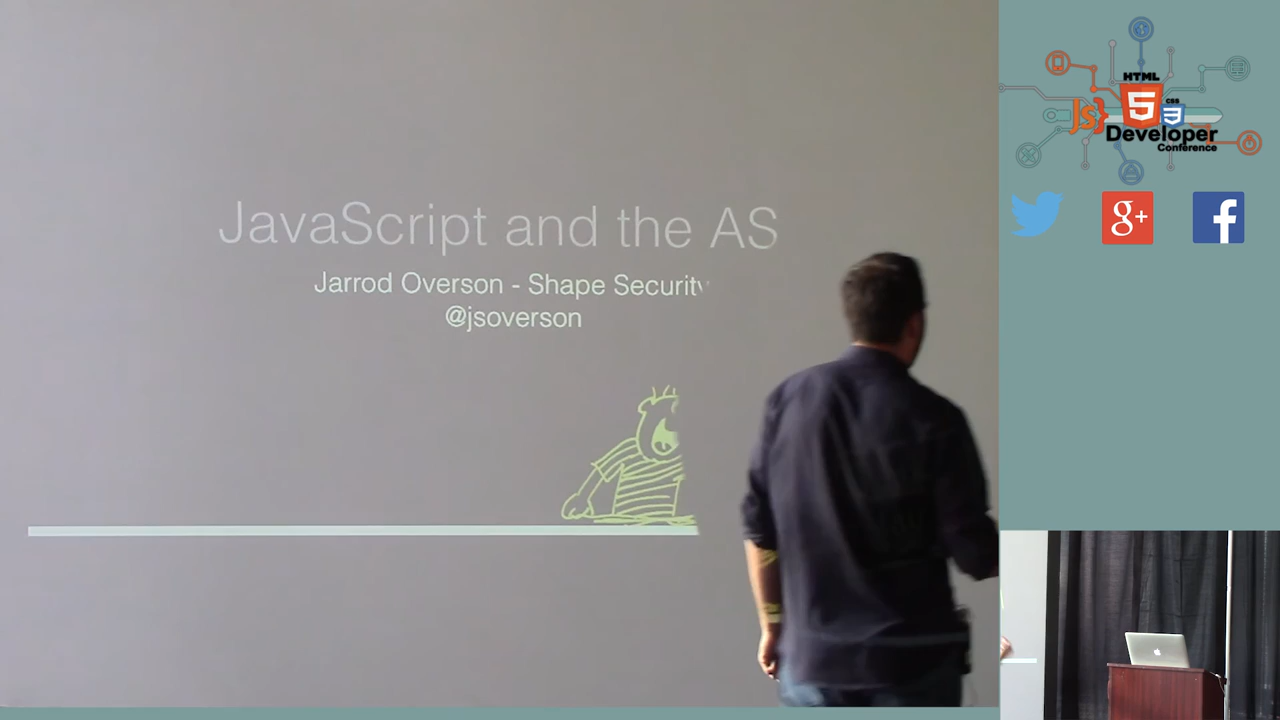 JavaScript and the AS
Jarrod Overson - Shape Security
@jsoverson
HTML
5
CSS
3
JS}
Developer
Conference
g+
f